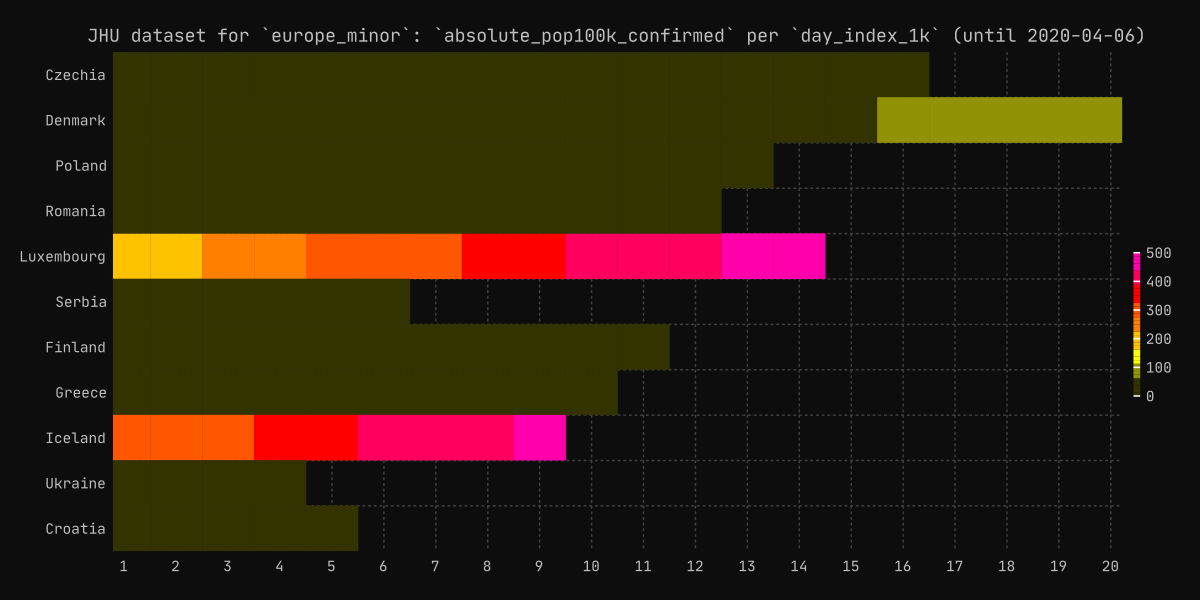 JHU dataset for `europe_minor`: `absolute_pop100k_confirmed` per `day_index_1k` (until 2020-04-06)
Czechia
Denmark
Poland
Romania
Luxembourg
Serbia
Finland
Greece
Iceland
Ukraine
Croatia
1 2 3 4 5 6 7 8 9 10 11 12 13 14 15 16 17 18 19 20
500
400
300
200
100
0